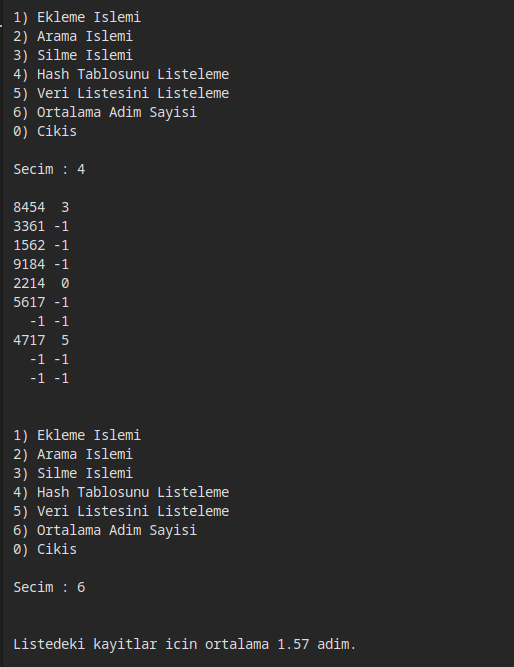 1) Ekleme Islemi
2) Arama Islemi
3) Silme Islemi
4) Hash Tablosunu Listeleme
5) Veri Listesini Listeleme
6) Ortalama Adim Sayisi
0) Cikis
Secim : 4
8454  3
3361 -1
1562 -1
9184 -1
2214  0
5617 -1
  -1 -1
4717  5
  -1 -1
  -1 -1
1) Ekleme Islemi
2) Arama Islemi
3) Silme Islemi
4) Hash Tablosunu Listeleme
5) Veri Listesini Listeleme
6) Ortalama Adim Sayisi
0) Cikis
Secim : 6
Listedeki kayitlar icin ortalama 1.57 adim.